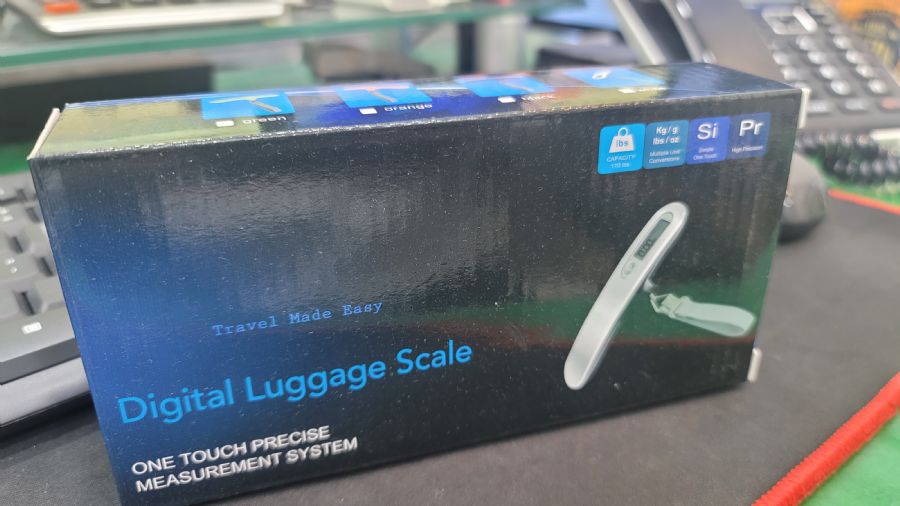 green
orange
lbs
CAPACITY
110 lbs
Kg / g
lbs / oz
Multiple Unit
Conversions
Si
Simple
One Touch
Pr
High Precision
Travel Made Easy
Digital Luggage Scale
ONE TOUCH PRECISE
MEASUREMENT SYSTEM